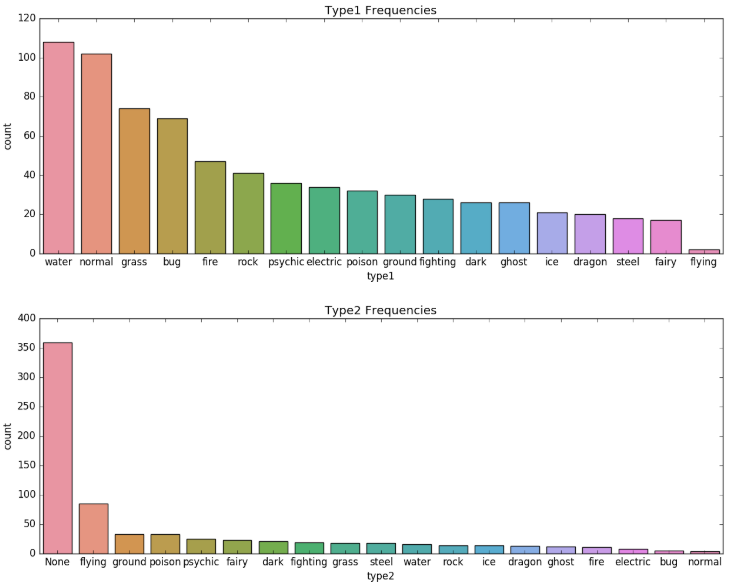 Type1 Frequencies
120
100
80
60
40
20
0
count
water normal grass bug fire rock psychic electric poison ground fighting dark ghost ice dragon steel fairy flying
type1
Type2 Frequencies
400
350
300
250
200
150
100
50
0
count
None flying ground poison psychic fairy dark fighting grass steel water rock ice dragon ghost fire electric bug normal
type2